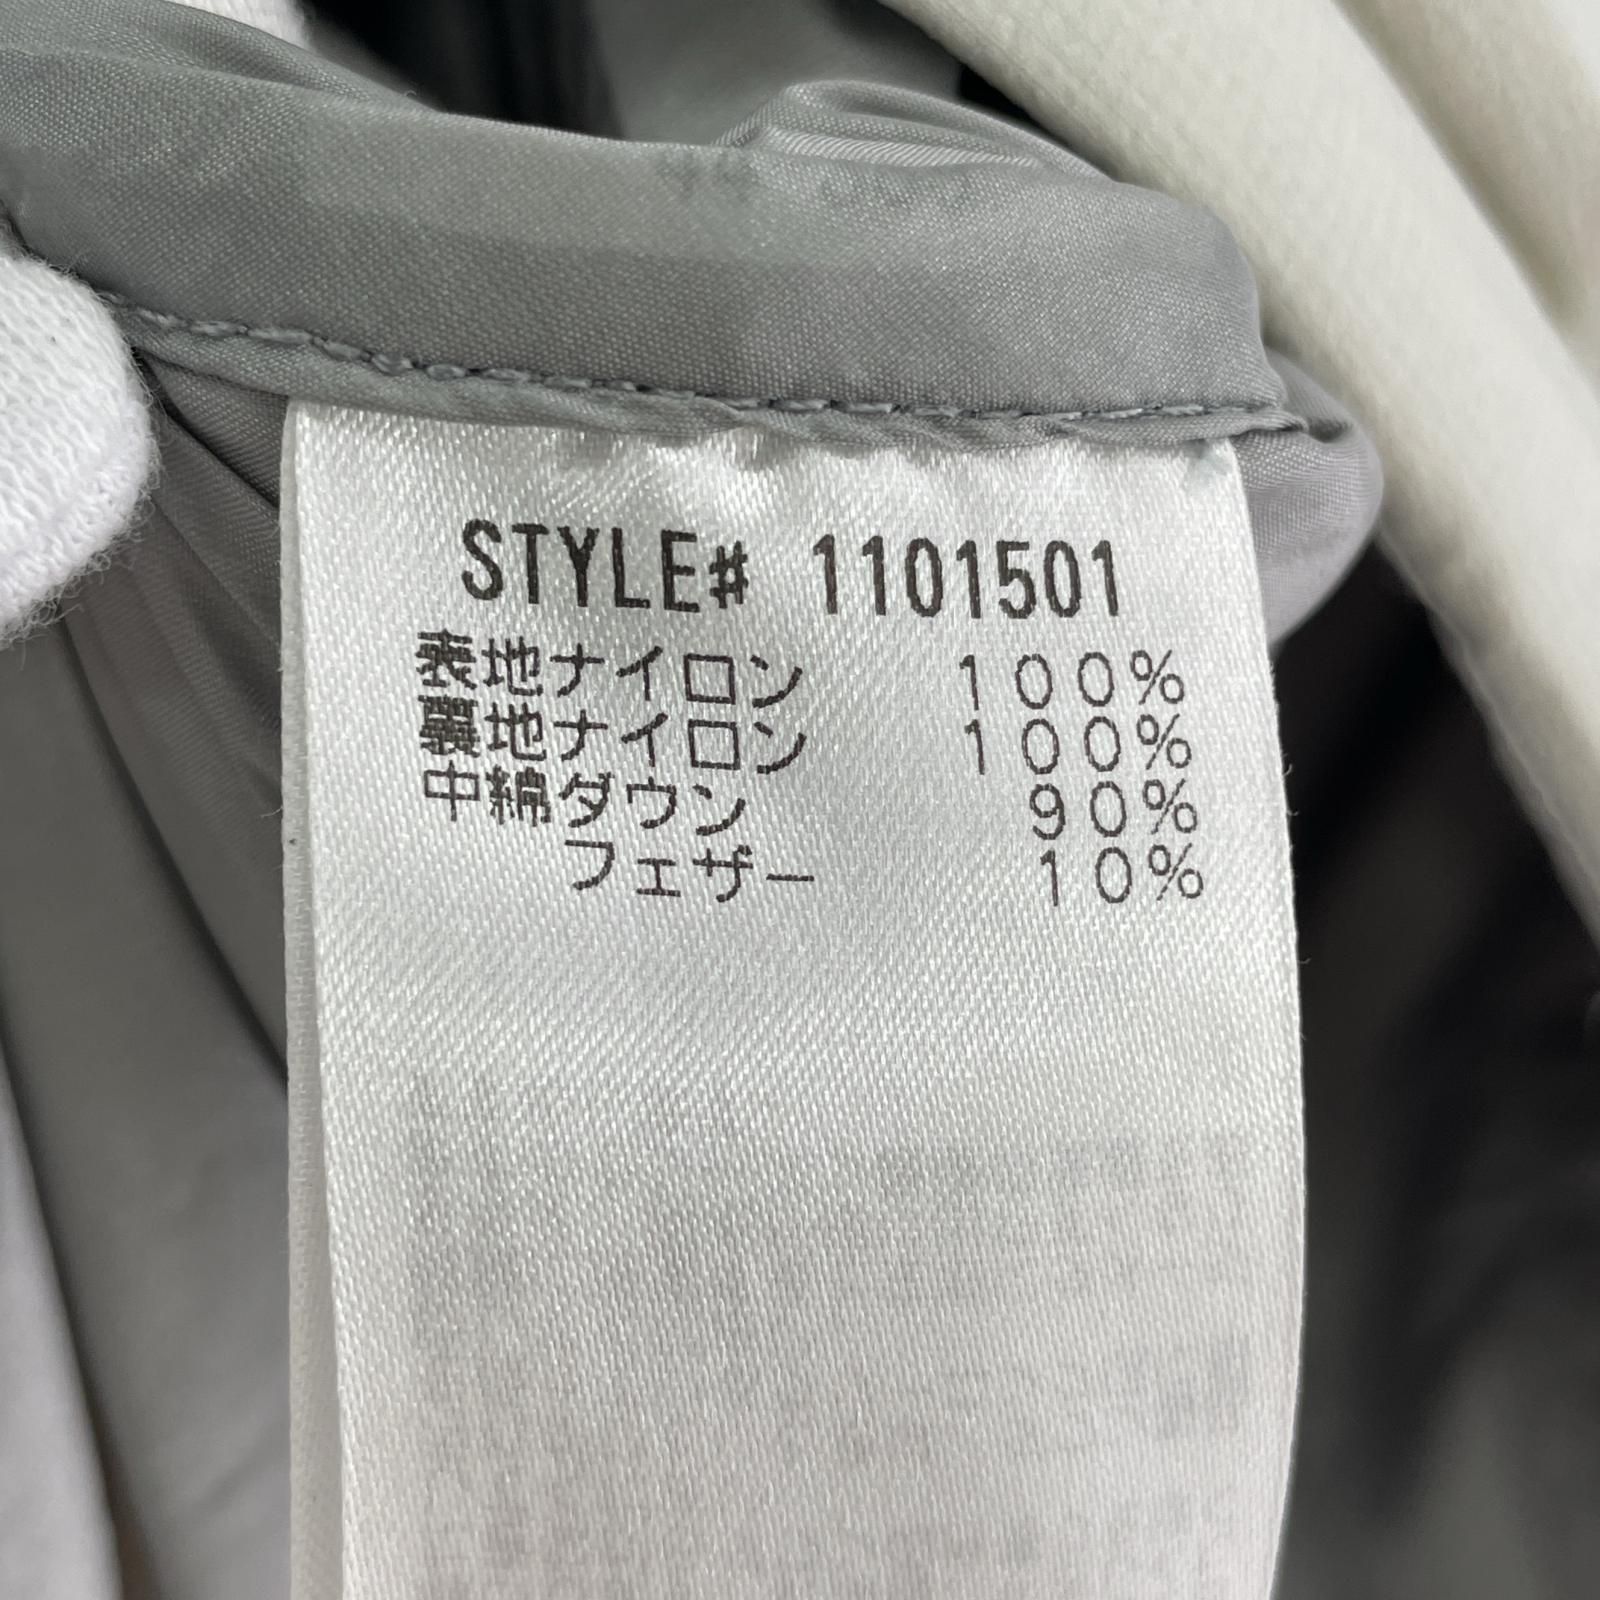 STYLE# 1101501
表地ナイロン 100%
裏地ナイロン 100%
中綿ダウン 90%
フェザー 10%